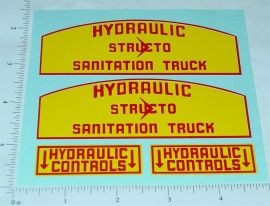 HYDRAULIC
STRUCTO
SANITATION TRUCK
HYDRAULIC
STRUCTO
SANITATION TRUCK
HYDRAULIC
CONTROLS
HYDRAULIC
CONTROLS